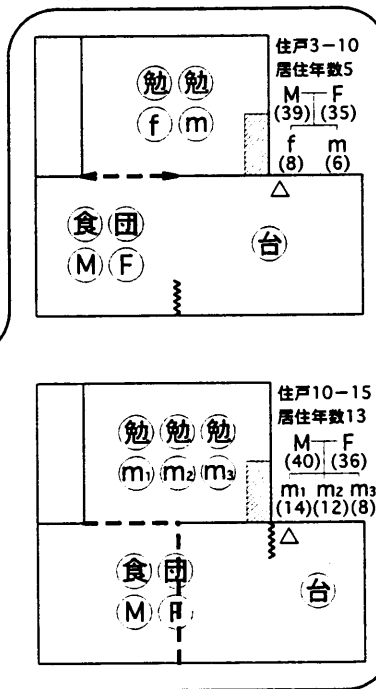 住戸3-10
居住年数5
M F
(39) (35)
f m
(8) (6)
勉 勉
f m
食 団
M F
台
住戸10-15
居住年数13
M F
(40) (36)
m₁ m₂ m₃
(14)(12)(8)
勉 勉 勉
m₁ m₂ m₃
食 団
M F
台